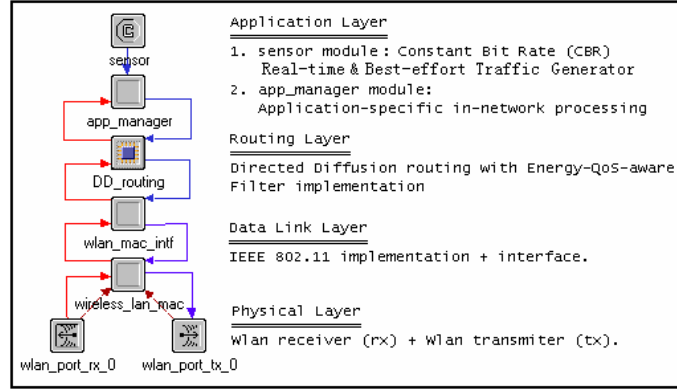 Application Layer
1. sensor module: Constant Bit Rate (CBR)
Real-time & Best-effort Traffic Generator
2. app_manager module:
Application-specific in-network processing
Routing Layer
Directed Diffusion routing with Energy-QoS-aware
Filter implementation
Data Link Layer
IEEE 802.11 implementation + interface.
Physical Layer
Wlan receiver (rx) + Wlan transmiter (tx).
sensor
app_manager
DD_routing
wlan_mac_intf
wireless_lan_mac
wlan_port_rx_0
wlan_port_tx_0